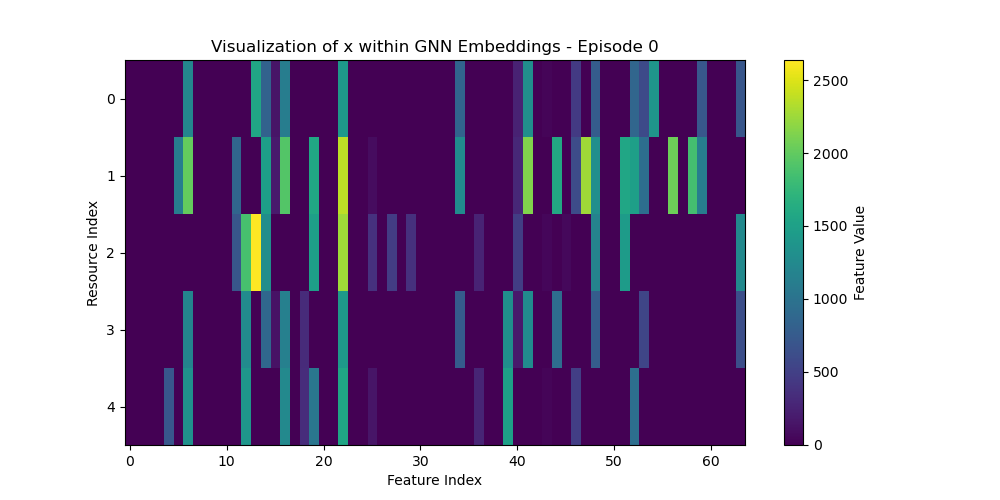 Visualization of x within GNN Embeddings - Episode 0
Resource Index
0
1
2
3
4
0 10 20 30 40 50 60
Feature Index
2500
2000
1500
1000
500
0
Feature Value